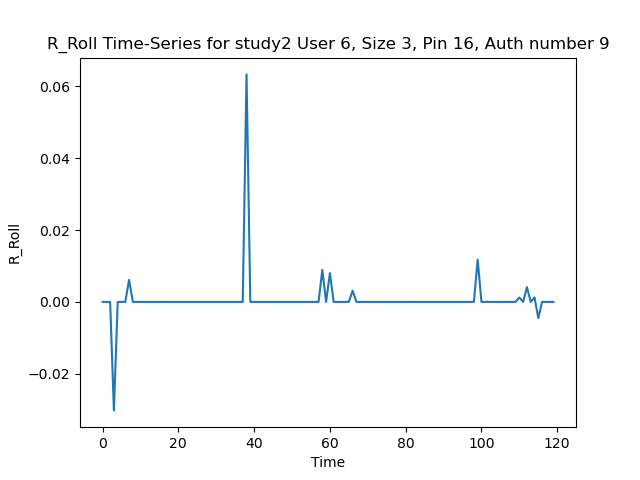 R_Roll Time-Series for study2 User 6, Size 3, Pin 16, Auth number 9
0.06
0.04
0.02
0.00
−0.02
R_Roll
0 20 40 60 80 100 120
Time